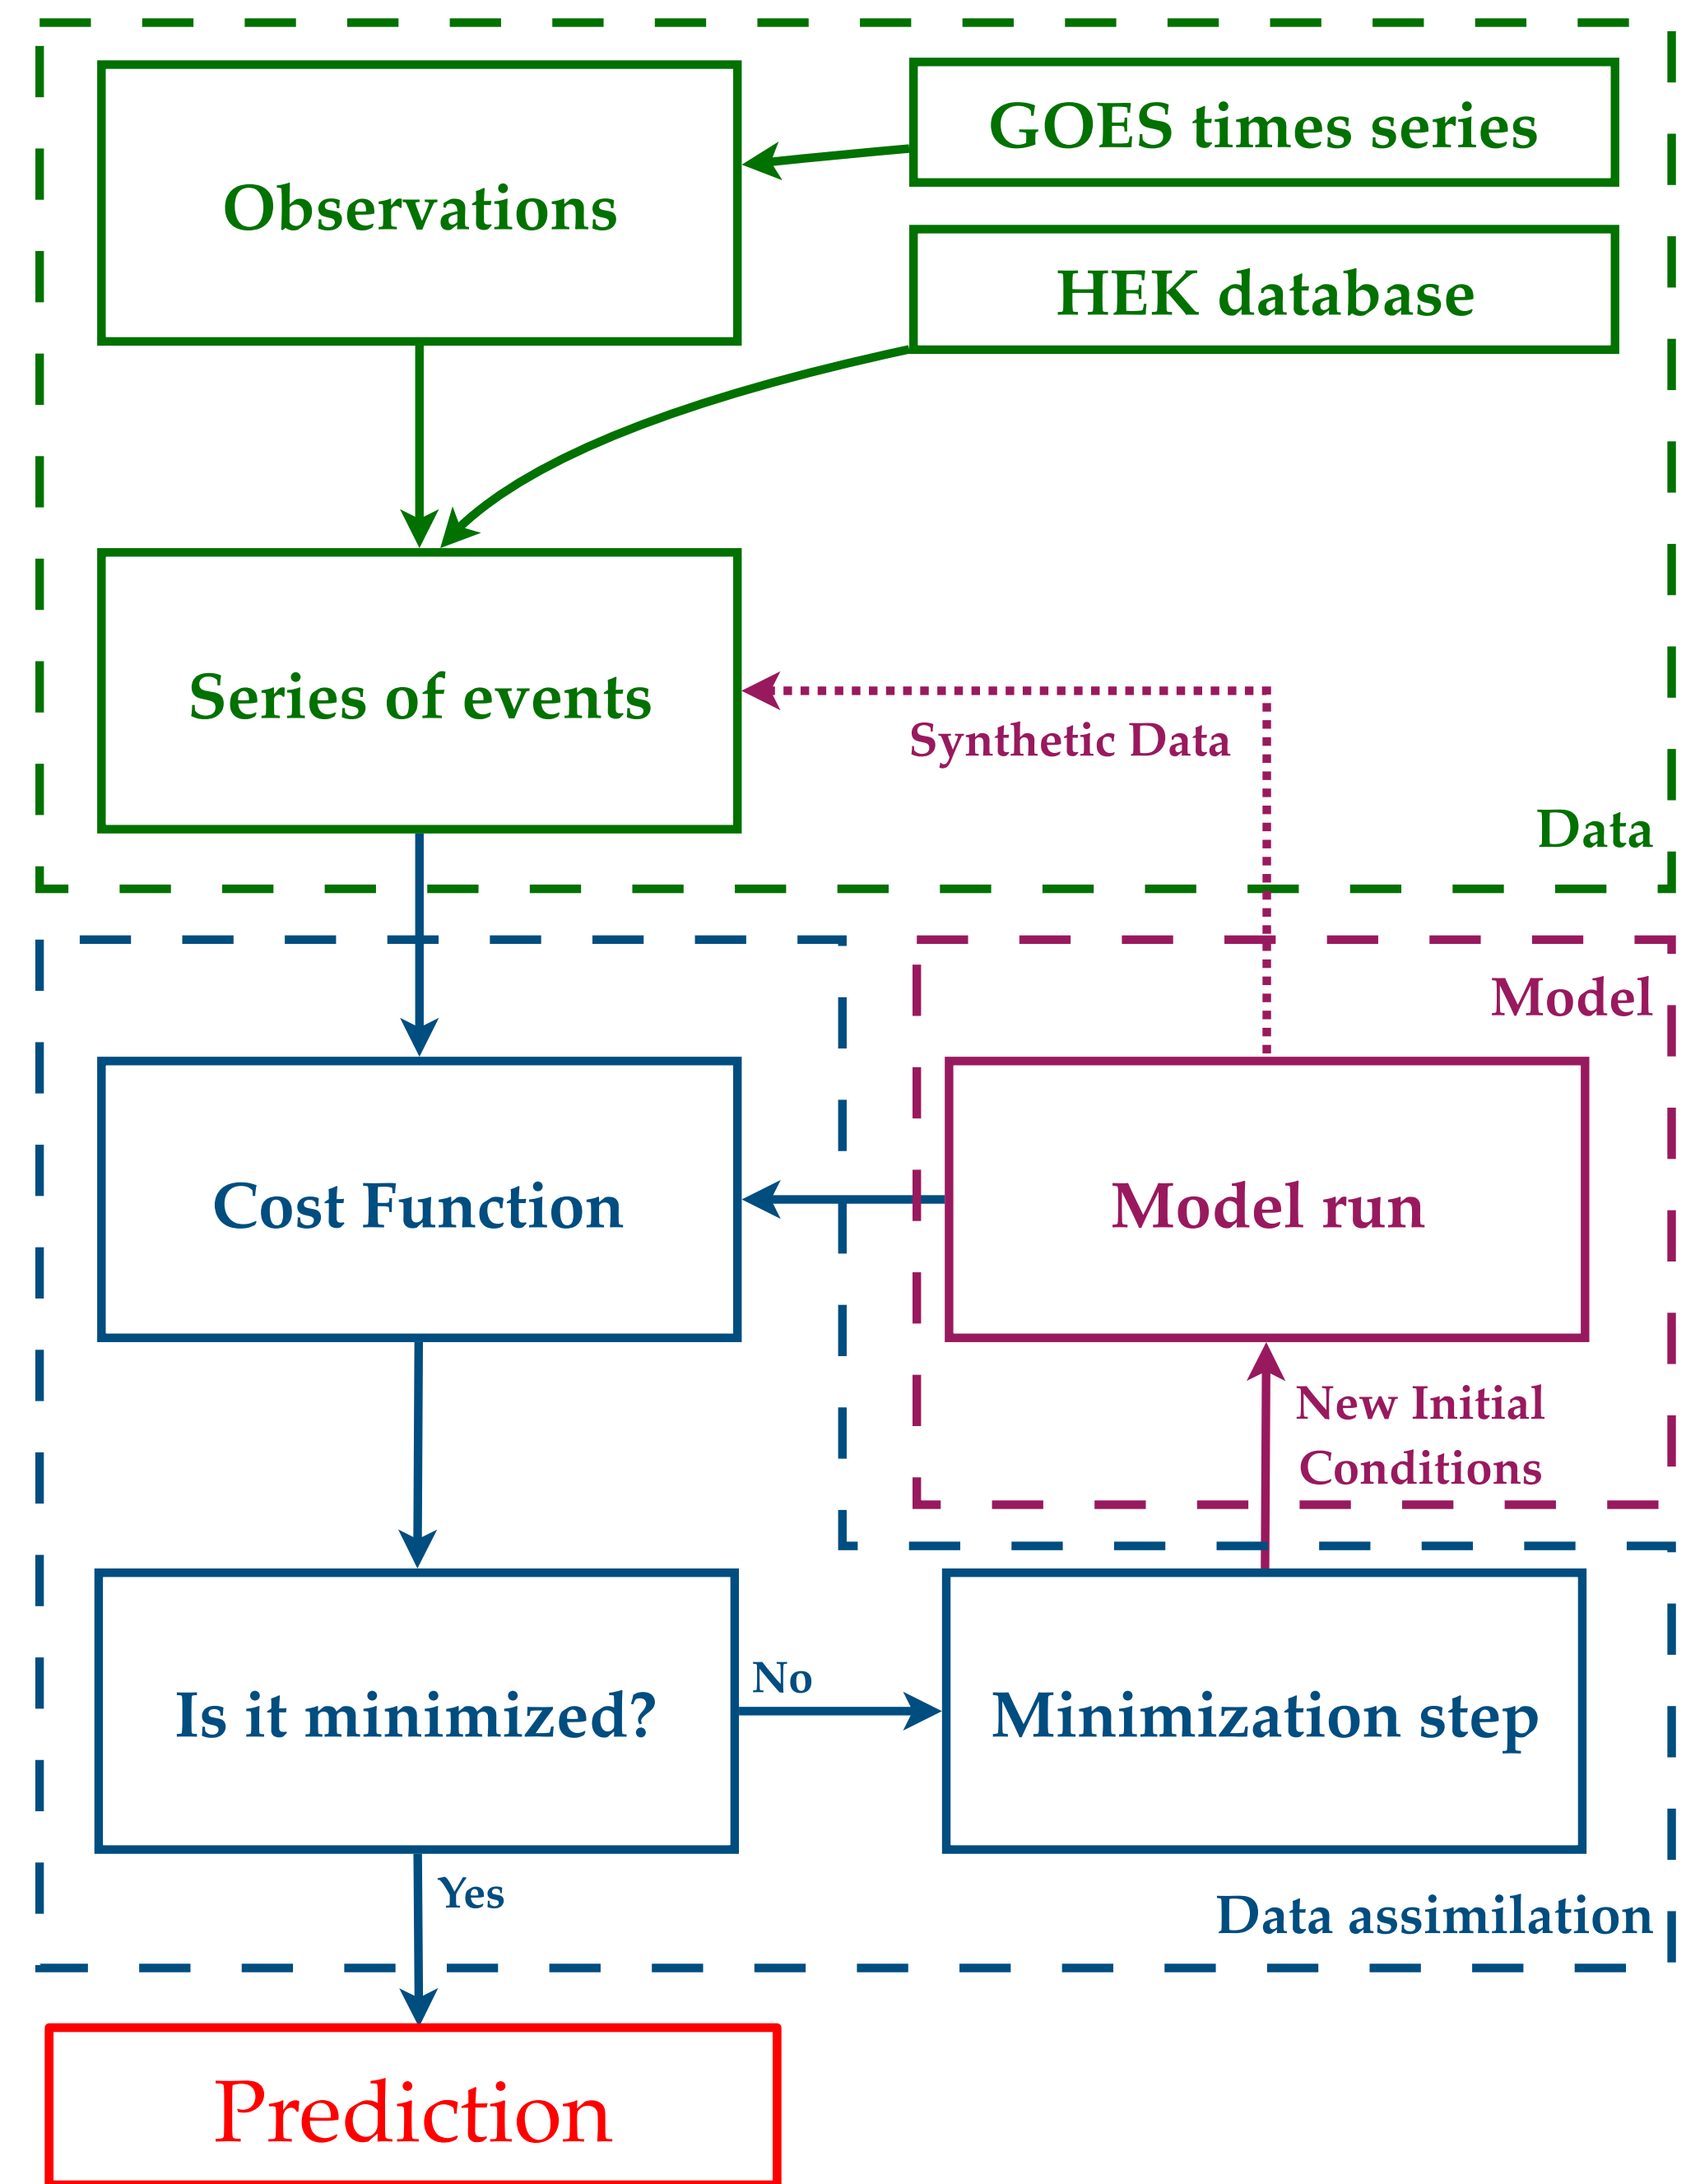 GOES times series
Observations
HEK database
Series of events
Synthetic Data
Data
Model
Cost Function
Model run
New Initial
Conditions
No
Is it minimized?
Minimization step
Yes
Data assimilation
Prediction